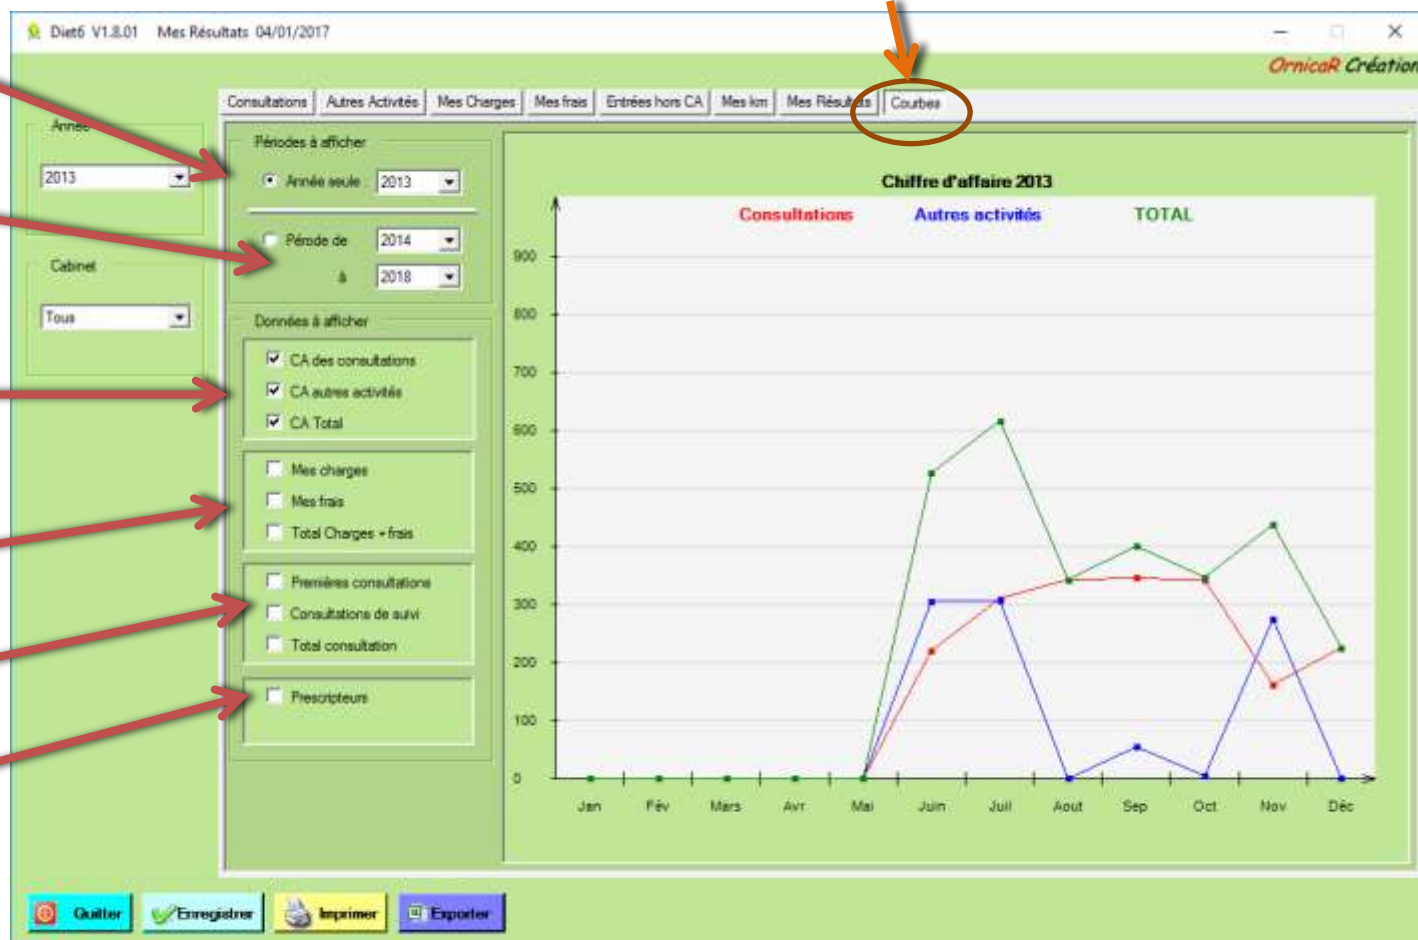 Diet6 V1.8.01 Mes Résultats 04/01/2017
OrnicaR Création
Consultations Autres Activités Mes Charges Mes frais Entrées hors CA Mes km Mes Résultats Courbes
Année
2013
Cabinet
Tous
Périodes à afficher
Année seule : 2013
Période de 2014
à 2018
Données à afficher
CA des consultations
CA autres activités
CA Total
Mes charges
Mes frais
Total Charges + frais
Premières consultations
Consultations de suivi
Total consultation
Prescripteurs
Chiffre d'affaire 2013
Consultations Autres activités TOTAL
900
800
700
600
500
400
300
200
100
0
Jan Fév Mars Avr Mai Juin Juil Aout Sep Oct Nov Déc
Quitter Enregistrer Imprimer Exporter